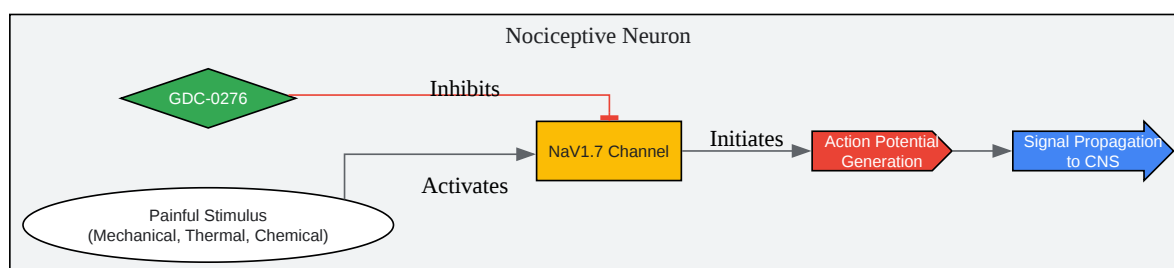 Nociceptive Neuron
GDC-0276
Inhibits
NaV1.7 Channel
Initiates
Action Potential
Generation
Signal Propagation
to CNS
Activates
Painful Stimulus
(Mechanical, Thermal, Chemical)